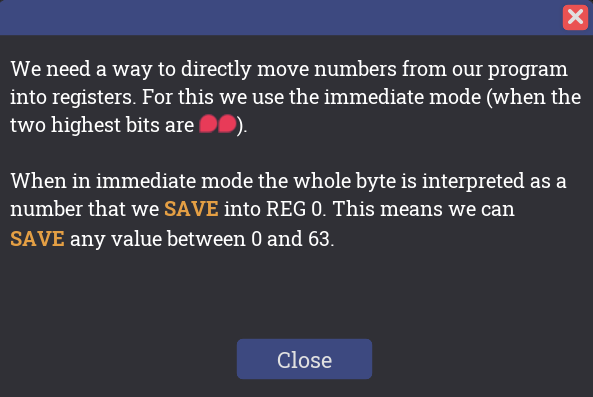 We need a way to directly move numbers from our program
into registers. For this we use the immediate mode (when the
two highest bits are ).
When in immediate mode the whole byte is interpreted as a
number that we SAVE into REG 0. This means we can
SAVE any value between 0 and 63.
Close